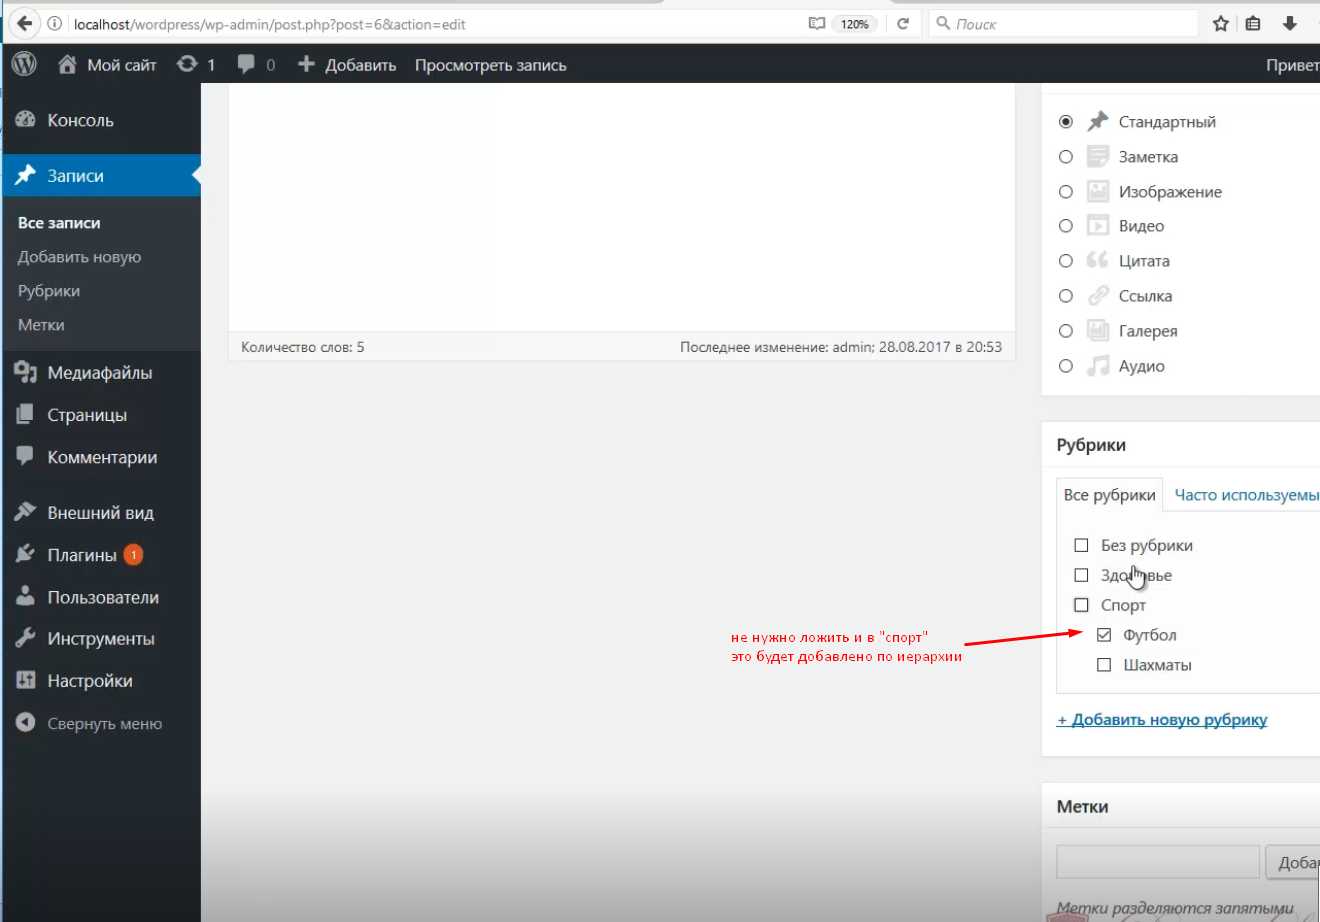 localhost/wordpress/wp-admin/post.php?post=6&action=edit
120%
Поиск
Мой сайт
1
0
Добавить
Просмотреть запись
Привет
Консоль
Записи
Все записи
Добавить новую
Рубрики
Метки
Медиафайлы
Страницы
Комментарии
Внешний вид
Плагины 1
Пользователи
Инструменты
Настройки
Свернуть меню
Количество слов: 5
Последнее изменение: admin; 28.08.2017 в 20:53
не нужно ложить и в "спорт"
это будет добавлено по иерархии
Стандартный
Заметка
Изображение
Видео
Цитата
Ссылка
Галерея
Аудио
Рубрики
Все рубрики
Часто используемы
Без рубрики
Здоровье
Спорт
Футбол
Шахматы
+ Добавить новую рубрику
Метки
Доба
Метки разделяются запятыми